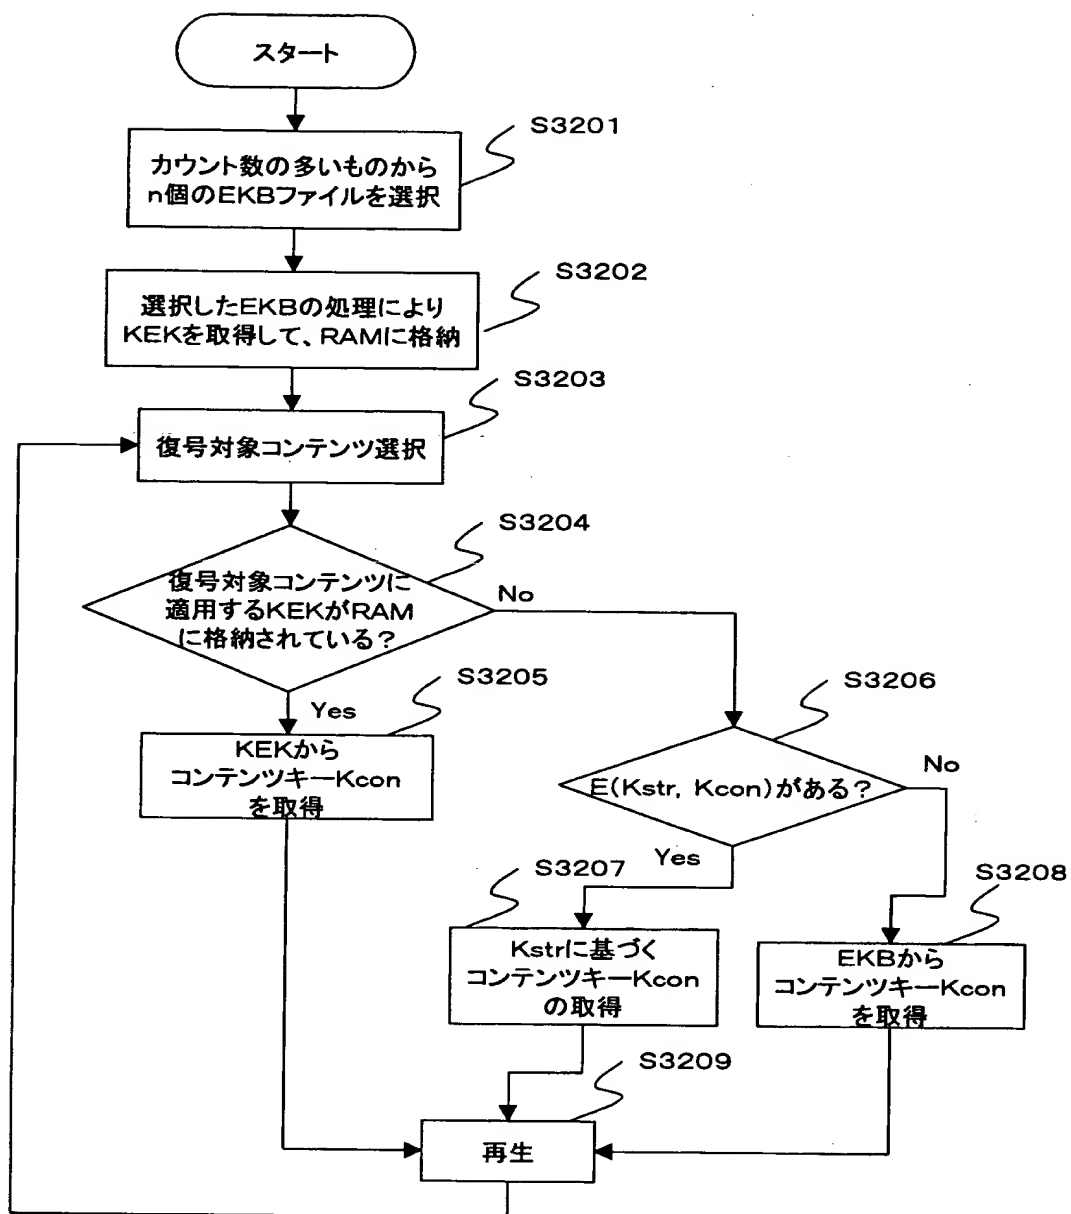 スタート
S3201
カウント数の多いものから
n個のEKBファイルを選択
S3202
選択したEKBの処理により
KEKを取得して、RAMに格納
S3203
復号対象コンテンツ選択
S3204
復号対象コンテンツに
適用するKEKがRAM
に格納されている?
No
S3205
Yes
KEKから
コンテンツキーKcon
を取得
S3206
E(Kstr, Kcon)がある?
No
Yes
S3207
Kstrに基づく
コンテンツキーKcon
の取得
S3208
EKBから
コンテンツキーKcon
を取得
S3209
再生